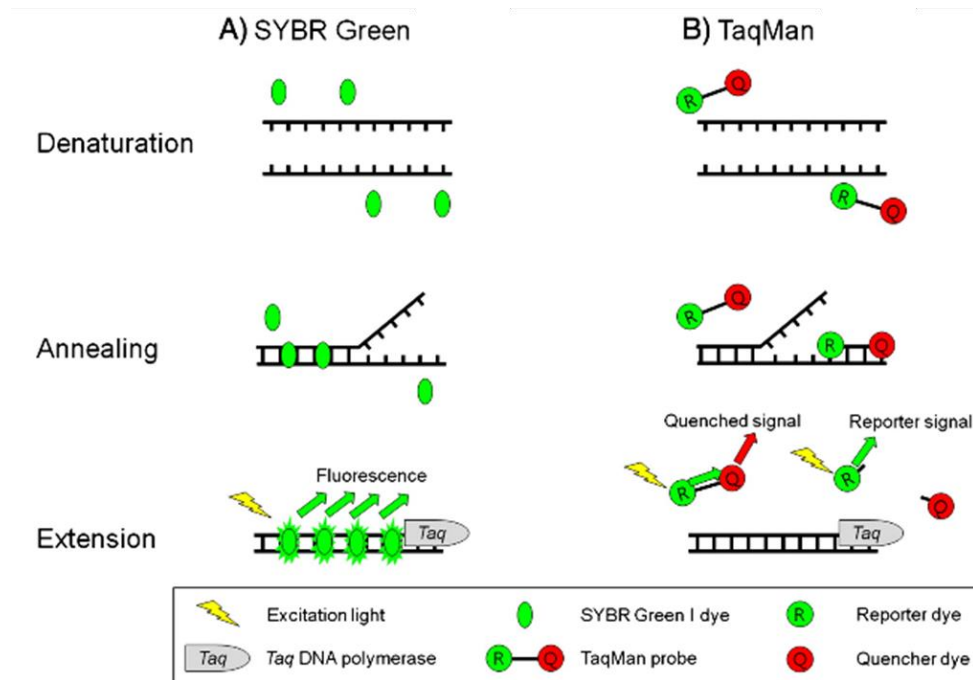 A) SYBR Green
B) TaqMan
Denaturation
R Q
R Q
Annealing
R Q
R Q
Quenched signal
Reporter signal
Fluorescence
R Q
R
Q
Extension
Taq
Taq
Excitation light
SYBR Green I dye
R
Reporter dye
Taq
Taq DNA polymerase
R Q
TaqMan probe
Q
Quencher dye